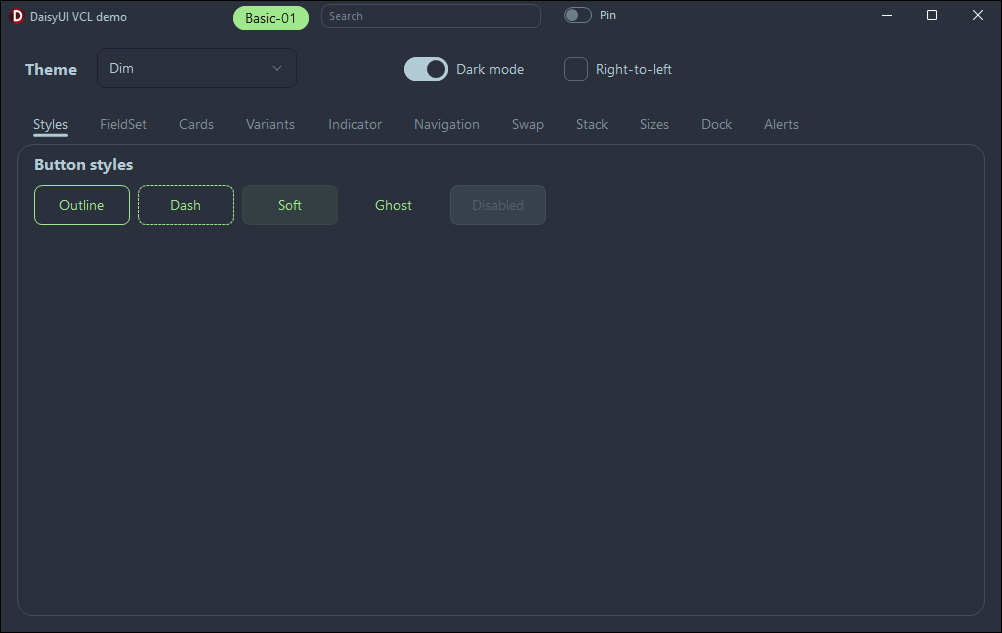 D DaisyUI VCL demo Basic-01 Search Pin
Theme Dim Dark mode Right-to-left
Styles FieldSet Cards Variants Indicator Navigation Swap Stack Sizes Dock Alerts
Button styles
Outline Dash Soft Ghost Disabled